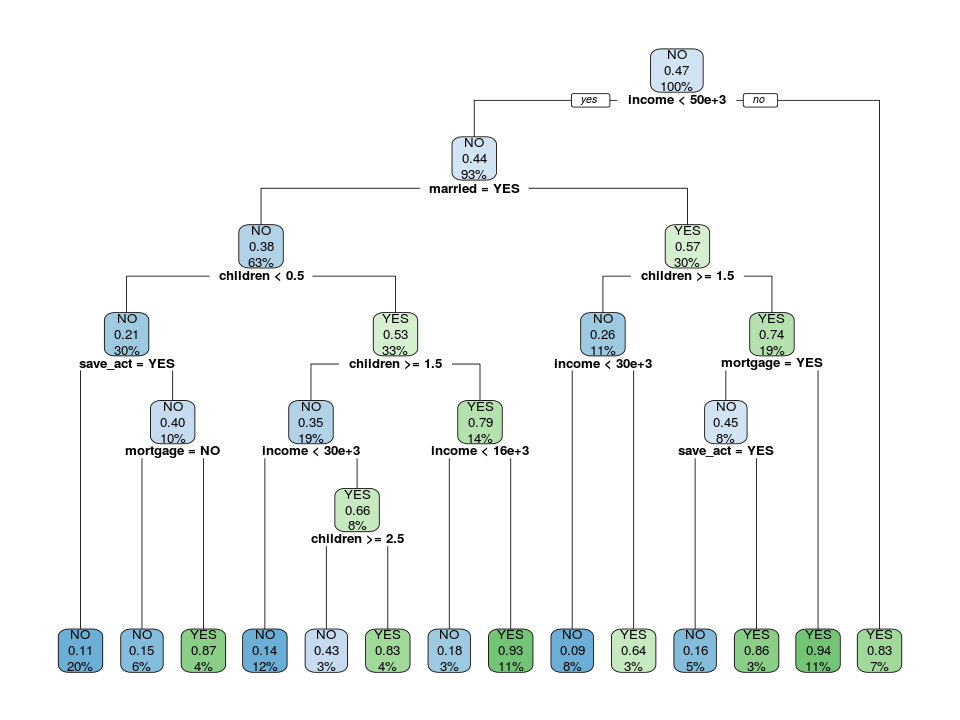 NO
0.47
100%
yes income < 50e+3 no
NO
0.44
93%
married = YES
NO YES
0.38 0.57
63% 30%
children < 0.5 children >= 1.5
NO YES NO YES
0.21 0.53 0.26 0.74
30% 33% 11% 19%
save_act = YES children >= 1.5 income < 30e+3 mortgage = YES
NO NO YES NO
0.40 0.35 0.79 0.45
10% 19% 14% 8%
mortgage = NO income < 30e+3 income < 16e+3 save_act = YES
YES
0.66
8%
children >= 2.5
NO NO YES NO NO YES NO YES NO YES NO YES YES YES
0.11 0.15 0.87 0.14 0.43 0.83 0.18 0.93 0.09 0.64 0.16 0.86 0.94 0.83
20% 6% 4% 12% 3% 4% 3% 11% 8% 3% 5% 3% 11% 7%